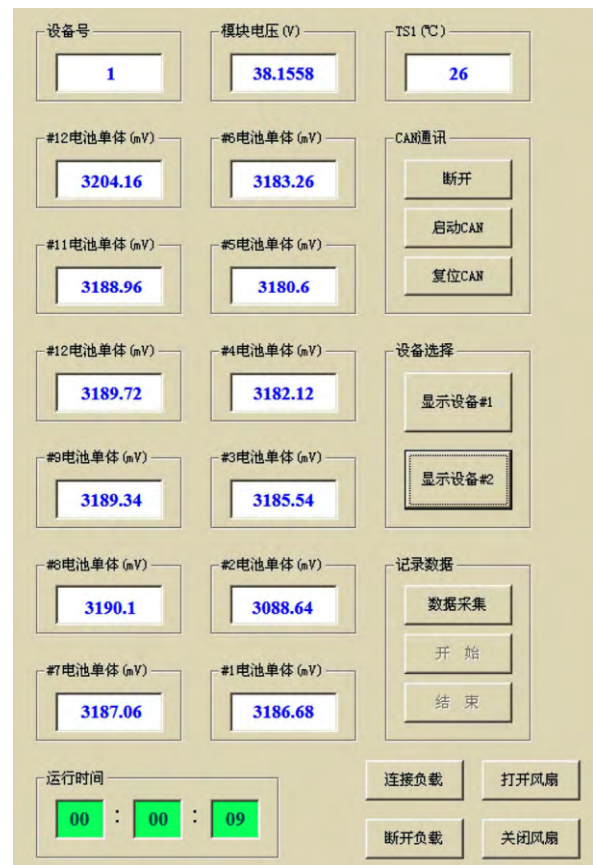 设备号 模块电压(V) TS1(℃)
1 38.1558 26
#12电池单体(mV) #6电池单体(mV) CAN通讯
3204.16 3183.26 断开
启动CAN
#11电池单体(mV) #5电池单体(mV)
3188.96 3180.6 复位CAN
#12电池单体(mV) #4电池单体(mV) 设备选择
3189.72 3182.12 显示设备#1
#9电池单体(mV) #3电池单体(mV)
3189.34 3185.54 显示设备#2
#8电池单体(mV) #2电池单体(mV) 记录数据
3190.1 3088.64 数据采集
开 始
#7电池单体(mV) #1电池单体(mV)
3187.06 3186.68 结 束
运行时间 连接负载 打开风扇
00 : 00 : 09
断开负载 关闭风扇